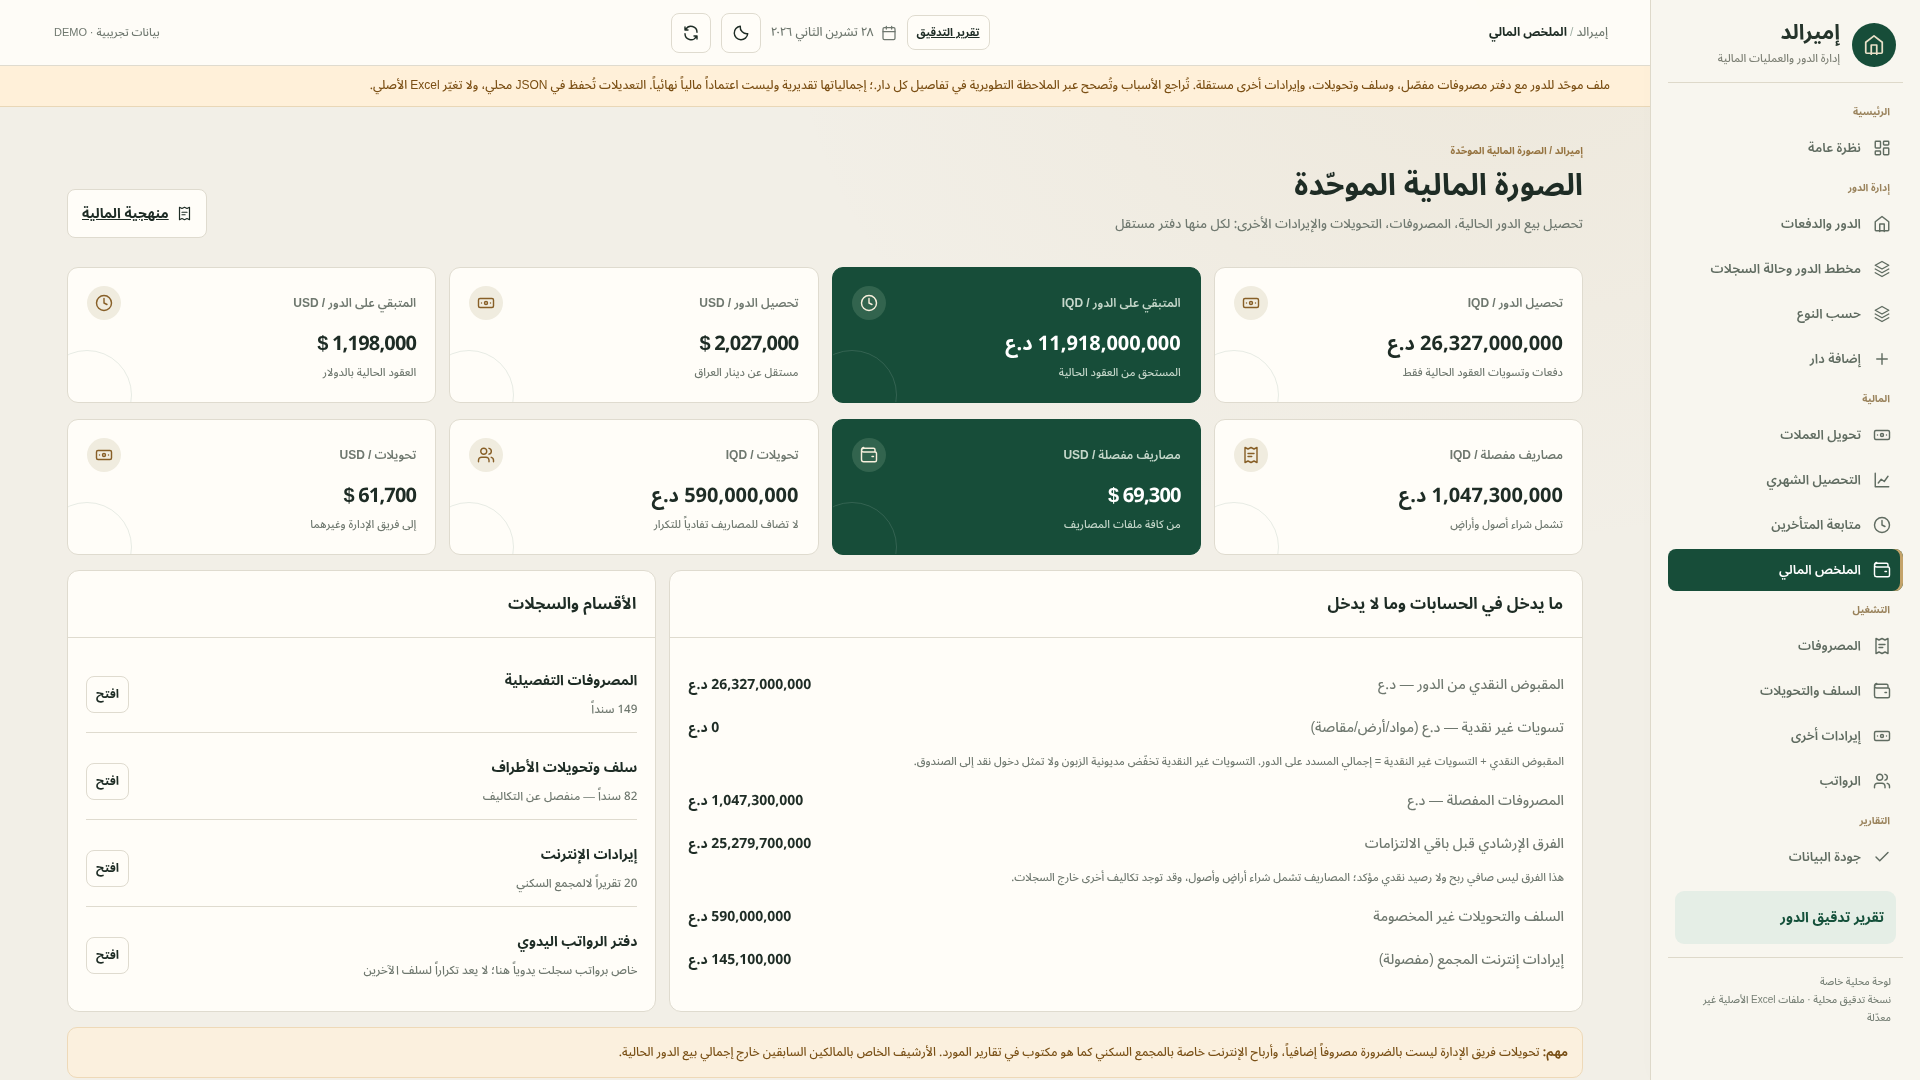 إميرالد
إدارة الدور والعمليات المالية
الرئيسية
نظرة عامة
إدارة الدور
الدور والدفعات
مخطط الدور وحالة السجلات
حسب النوع
إضافة دار
المالية
تحويل العملات
التحصيل الشهري
متابعة المتأخرين
الملخص المالي
التشغيل
المصروفات
السلف والتحويلات
إيرادات أخرى
الرواتب
التقارير
جودة البيانات
تقرير تدقيق الدور
لوحة محلية خاصة
نسخة تدقيق محلية · ملفات Excel الأصلية غير
معدّلة
إميرالد / الملخص المالي
تقرير التدقيق
٢٨ تشرين الثاني ٢٠٢٦
بيانات تجريبية · DEMO
ملف موحّد للدور مع دفتر مصروفات مفصّل، وسلف وتحويلات، وإيرادات أخرى مستقلة. تُراجع الأسباب وتُصحح عبر الملاحظة التطويرية في تفاصيل كل دار.؛ إجمالياتها تقديرية وليست اعتماداً مالياً نهائياً. التعديلات تُحفظ في JSON محلي، ولا تغيّر Excel الأصلي.
إميرالد / الصورة المالية الموحّدة
الصورة المالية الموحّدة
تحصيل بيع الدور الحالية، المصروفات، التحويلات والإيرادات الأخرى: لكل منها دفتر مستقل
منهجية المالية
تحصيل الدور / IQD
26,327,000,000 د.ع
دفعات وتسويات العقود الحالية فقط
المتبقي على الدور / IQD
11,918,000,000 د.ع
المستحق من العقود الحالية
تحصيل الدور / USD
2,027,000 $
مستقل عن دينار العراق
المتبقي على الدور / USD
1,198,000 $
العقود الحالية بالدولار
مصاريف مفصلة / IQD
1,047,300,000 د.ع
تشمل شراء أصول وأراضٍ
مصاريف مفصلة / USD
69,300 $
من كافة ملفات المصاريف
تحويلات / IQD
590,000,000 د.ع
لا تضاف للمصاريف تفادياً للتكرار
تحويلات / USD
61,700 $
إلى فريق الإدارة وغيرهما
ما يدخل في الحسابات وما لا يدخل
المقبوض النقدي من الدور — د.ع
26,327,000,000 د.ع
تسويات غير نقدية — د.ع (مواد/أرض/مقاصة)
0 د.ع
المقبوض النقدي + التسويات غير النقدية = إجمالي المسدد على الدور. التسويات غير النقدية تخفّض مديونية الزبون ولا تمثل دخول نقد إلى الصندوق.
المصروفات المفصلة — د.ع
1,047,300,000 د.ع
الفرق الإرشادي قبل باقي الالتزامات
25,279,700,000 د.ع
هذا الفرق ليس صافي ربح ولا رصيد نقدي مؤكد؛ المصاريف تشمل شراء أراضٍ وأصول، وقد توجد تكاليف أخرى خارج السجلات.
السلف والتحويلات غير المخصومة
590,000,000 د.ع
إيرادات إنترنت المجمع (مفصولة)
145,100,000 د.ع
الأقسام والسجلات
المصروفات التفصيلية
149 سنداً
افتح
سلف وتحويلات الأطراف
82 سنداً — منفصل عن التكاليف
افتح
إيرادات الإنترنت
20 تقريراً لالمجمع السكني
افتح
دفتر الرواتب اليدوي
خاص برواتب سجلت يدوياً هنا؛ لا يعد تكراراً لسلف الآخرين
افتح
مهم: تحويلات فريق الإدارة ليست بالضرورة مصروفاً إضافياً، وأرباح الإنترنت خاصة بالمجمع السكني كما هو مكتوب في تقارير المورد. الأرشيف الخاص بالمالكين السابقين خارج إجمالي بيع الدور الحالية.